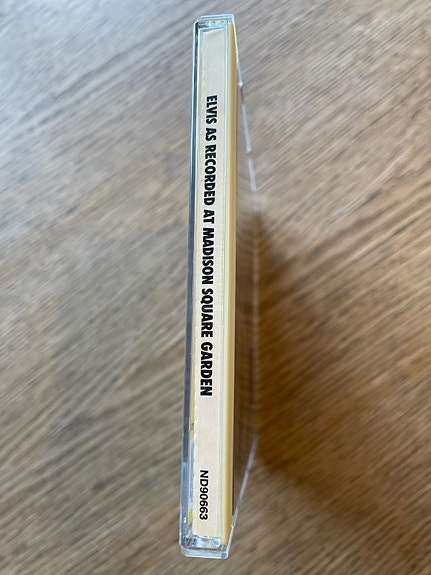 ELVIS AS RECORDED AT MADISON SQUARE GARDEN
ND90663